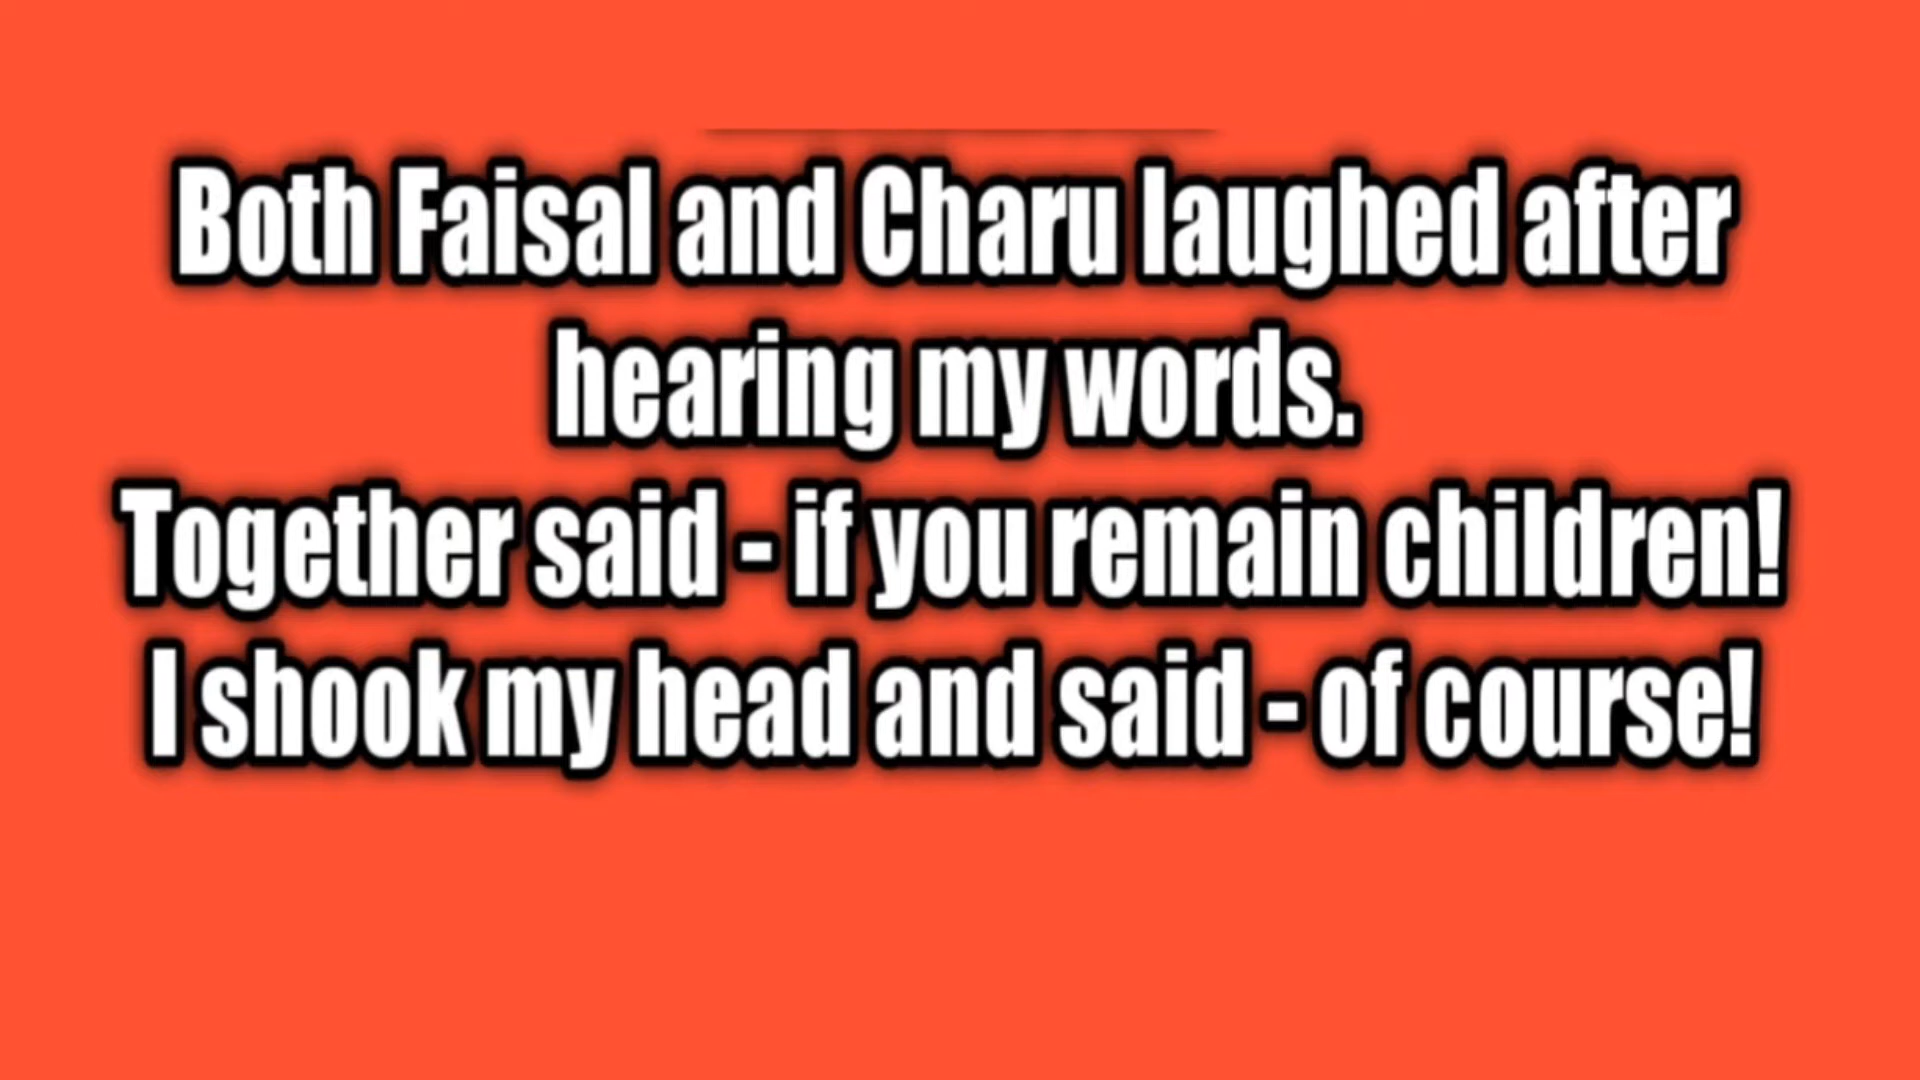 Both Faisal and Charu laughed after
hearing my words.
Together said - if you remain children!
I shook my head and said - of course!